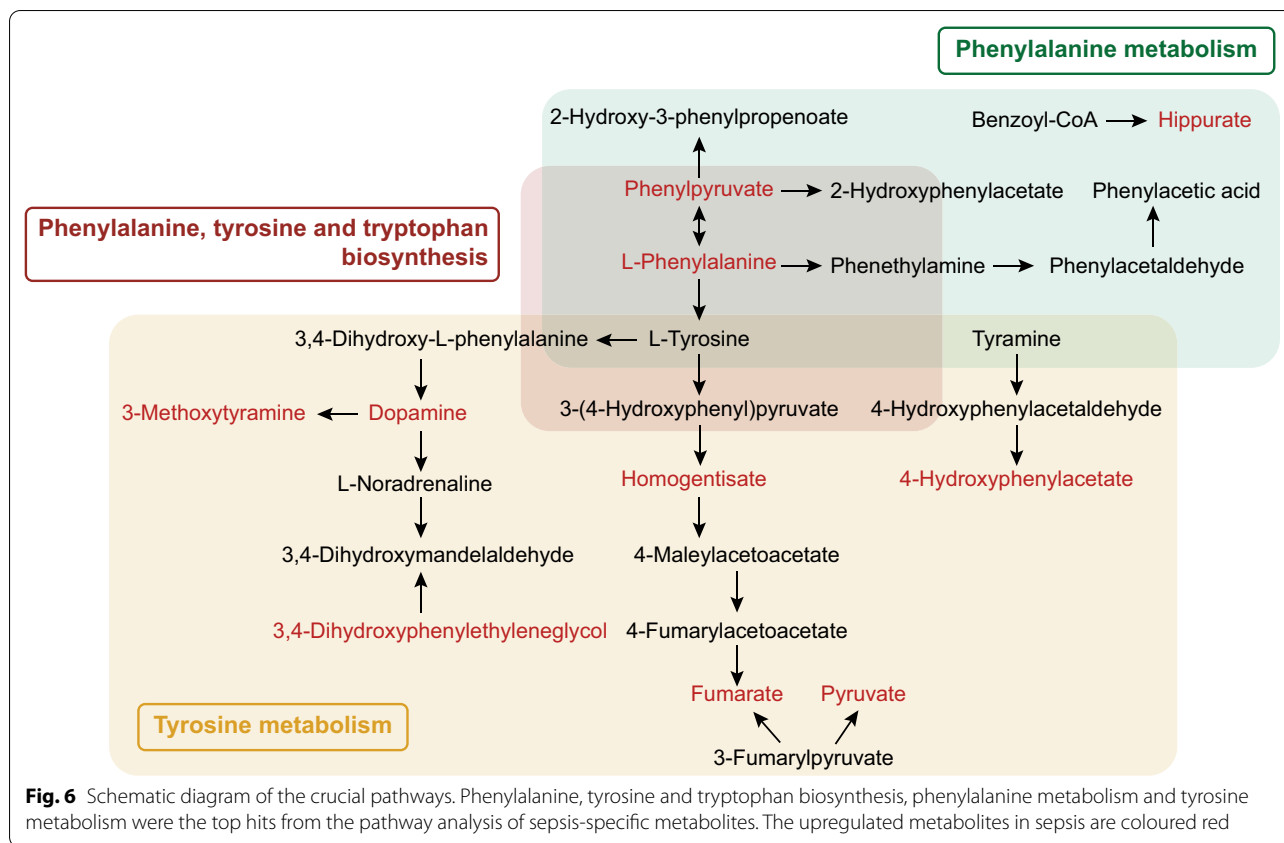 Phenylalanine metabolism
2-Hydroxy-3-phenylpropenoate
Benzoyl-CoA
Hippurate
Phenylpyruvate
2-Hydroxyphenylacetate
Phenylacetic acid
Phenylalanine, tyrosine and tryptophan
biosynthesis
L-Phenylalanine
Phenethylamine
Phenylacetaldehyde
3,4-Dihydroxy-L-phenylalanine
L-Tyrosine
Tyramine
3-Methoxytyramine
Dopamine
3-(4-Hydroxyphenyl)pyruvate
4-Hydroxyphenylacetaldehyde
L-Noradrenaline
Homogentisate
4-Hydroxyphenylacetate
3,4-Dihydroxymandelaldehyde
4-Maleylacetoacetate
3,4-Dihydroxyphenylethyleneglycol
4-Fumarylacetoacetate
Fumarate
Pyruvate
Tyrosine metabolism
3-Fumarylpyruvate
Fig. 6 Schematic diagram of the crucial pathways. Phenylalanine, tyrosine and tryptophan biosynthesis, phenylalanine metabolism and tyrosine
metabolism were the top hits from the pathway analysis of sepsis-specific metabolites. The upregulated metabolites in sepsis are coloured red